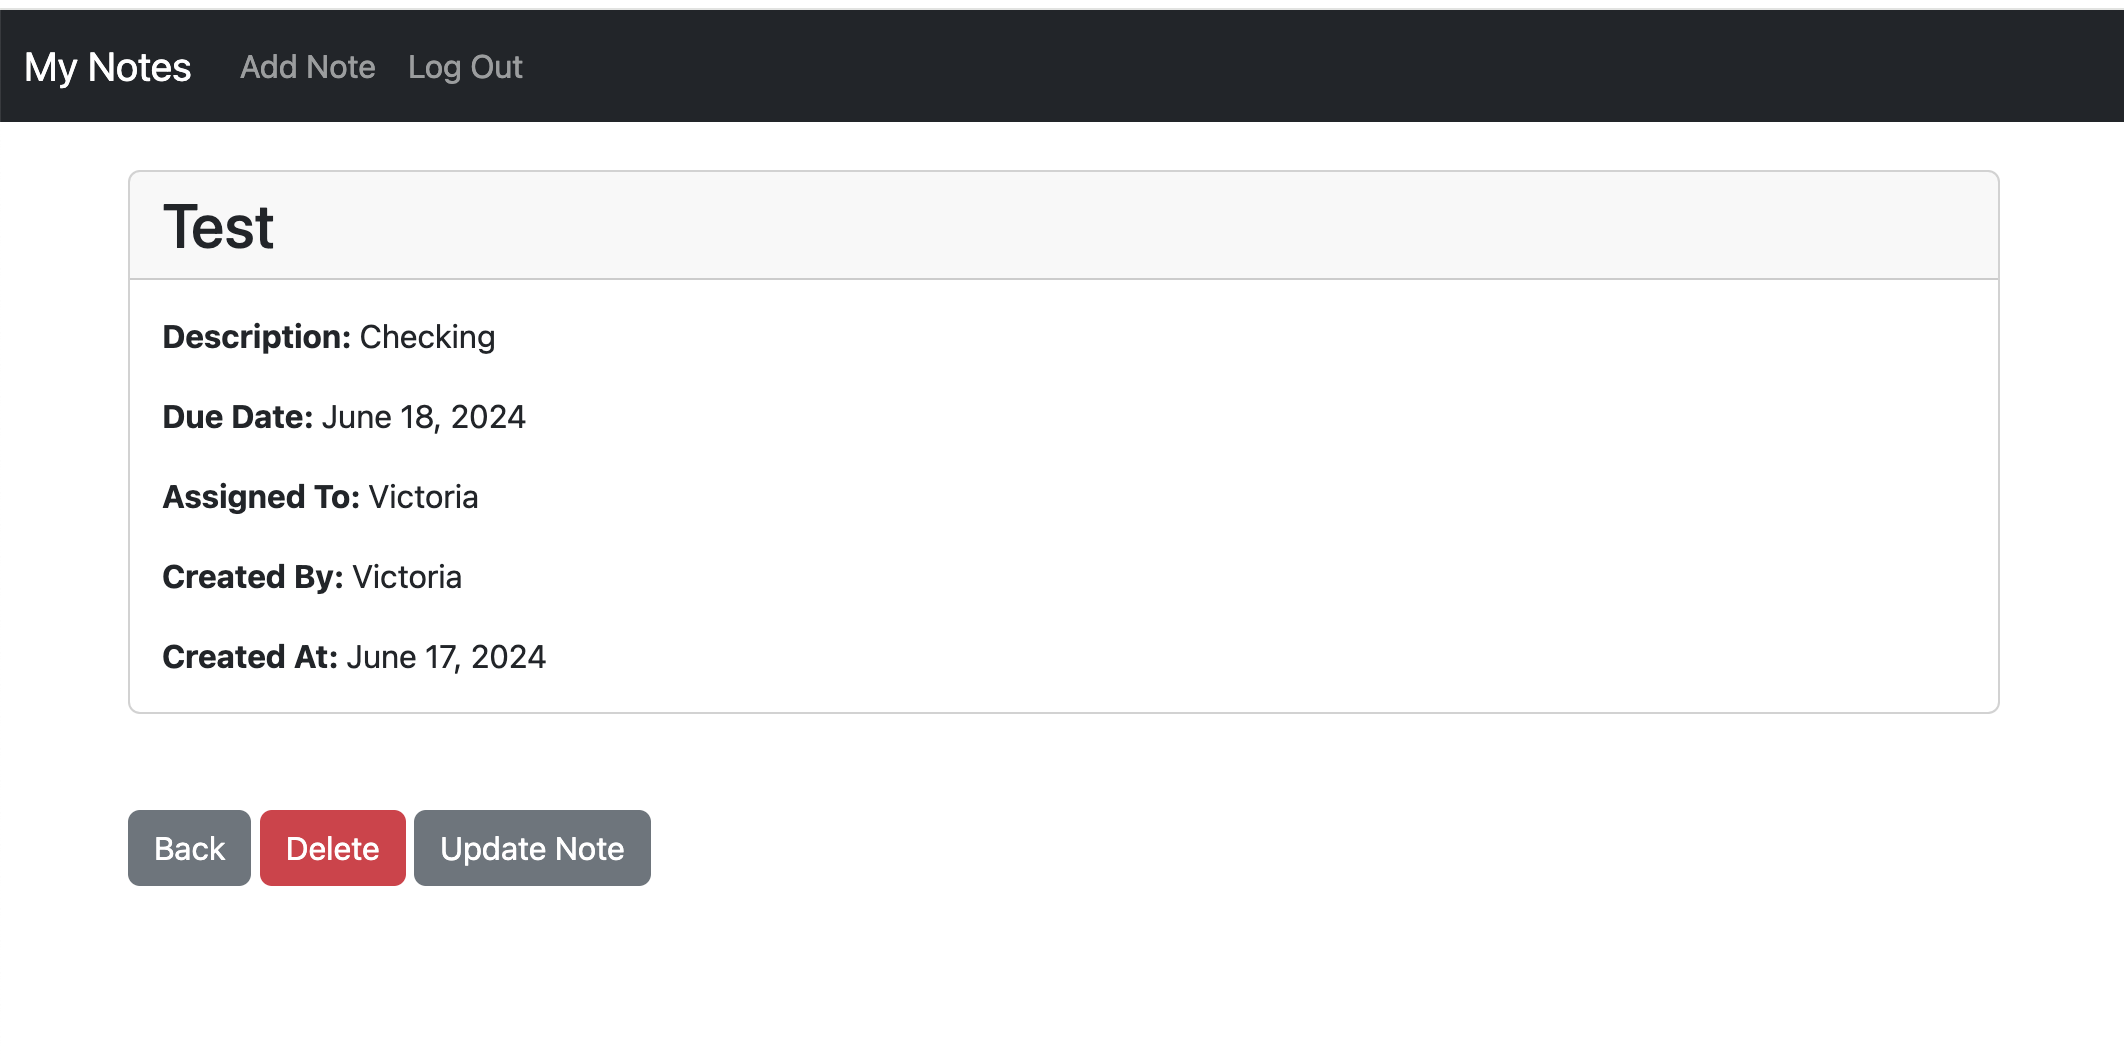 My Notes Add Note Log Out
Test
Description: Checking
Due Date: June 18, 2024
Assigned To: Victoria
Created By: Victoria
Created At: June 17, 2024
Back Delete Update Note